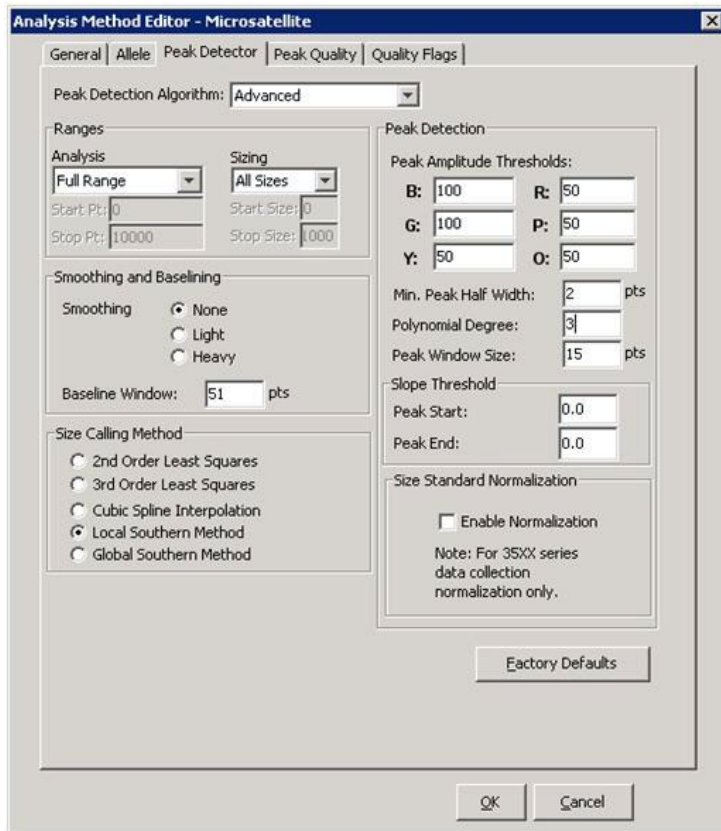 Analysis Method Editor - Microsatellite
General Allele Peak Detector Peak Quality Quality Flags
Peak Detection Algorithm: Advanced
Ranges
Analysis Sizing
Full Range All Sizes
Start Pt: 0 Start Size: 0
Stop Pt: 10000 Stop Size: 1000
Smoothing and Baselining
Smoothing None
Light
Heavy
Baseline Window: 51 pts
Size Calling Method
2nd Order Least Squares
3rd Order Least Squares
Cubic Spline Interpolation
Local Southern Method
Global Southern Method
Peak Detection
Peak Amplitude Thresholds:
B: 100 R: 50
G: 100 P: 50
Y: 50 O: 50
Min. Peak Half Width: 2 pts
Polynomial Degree: 3
Peak Window Size: 15 pts
Slope Threshold
Peak Start: 0.0
Peak End: 0.0
Size Standard Normalization
Enable Normalization
Note: For 35XX series
data collection
normalization only.
Factory Defaults
OK Cancel